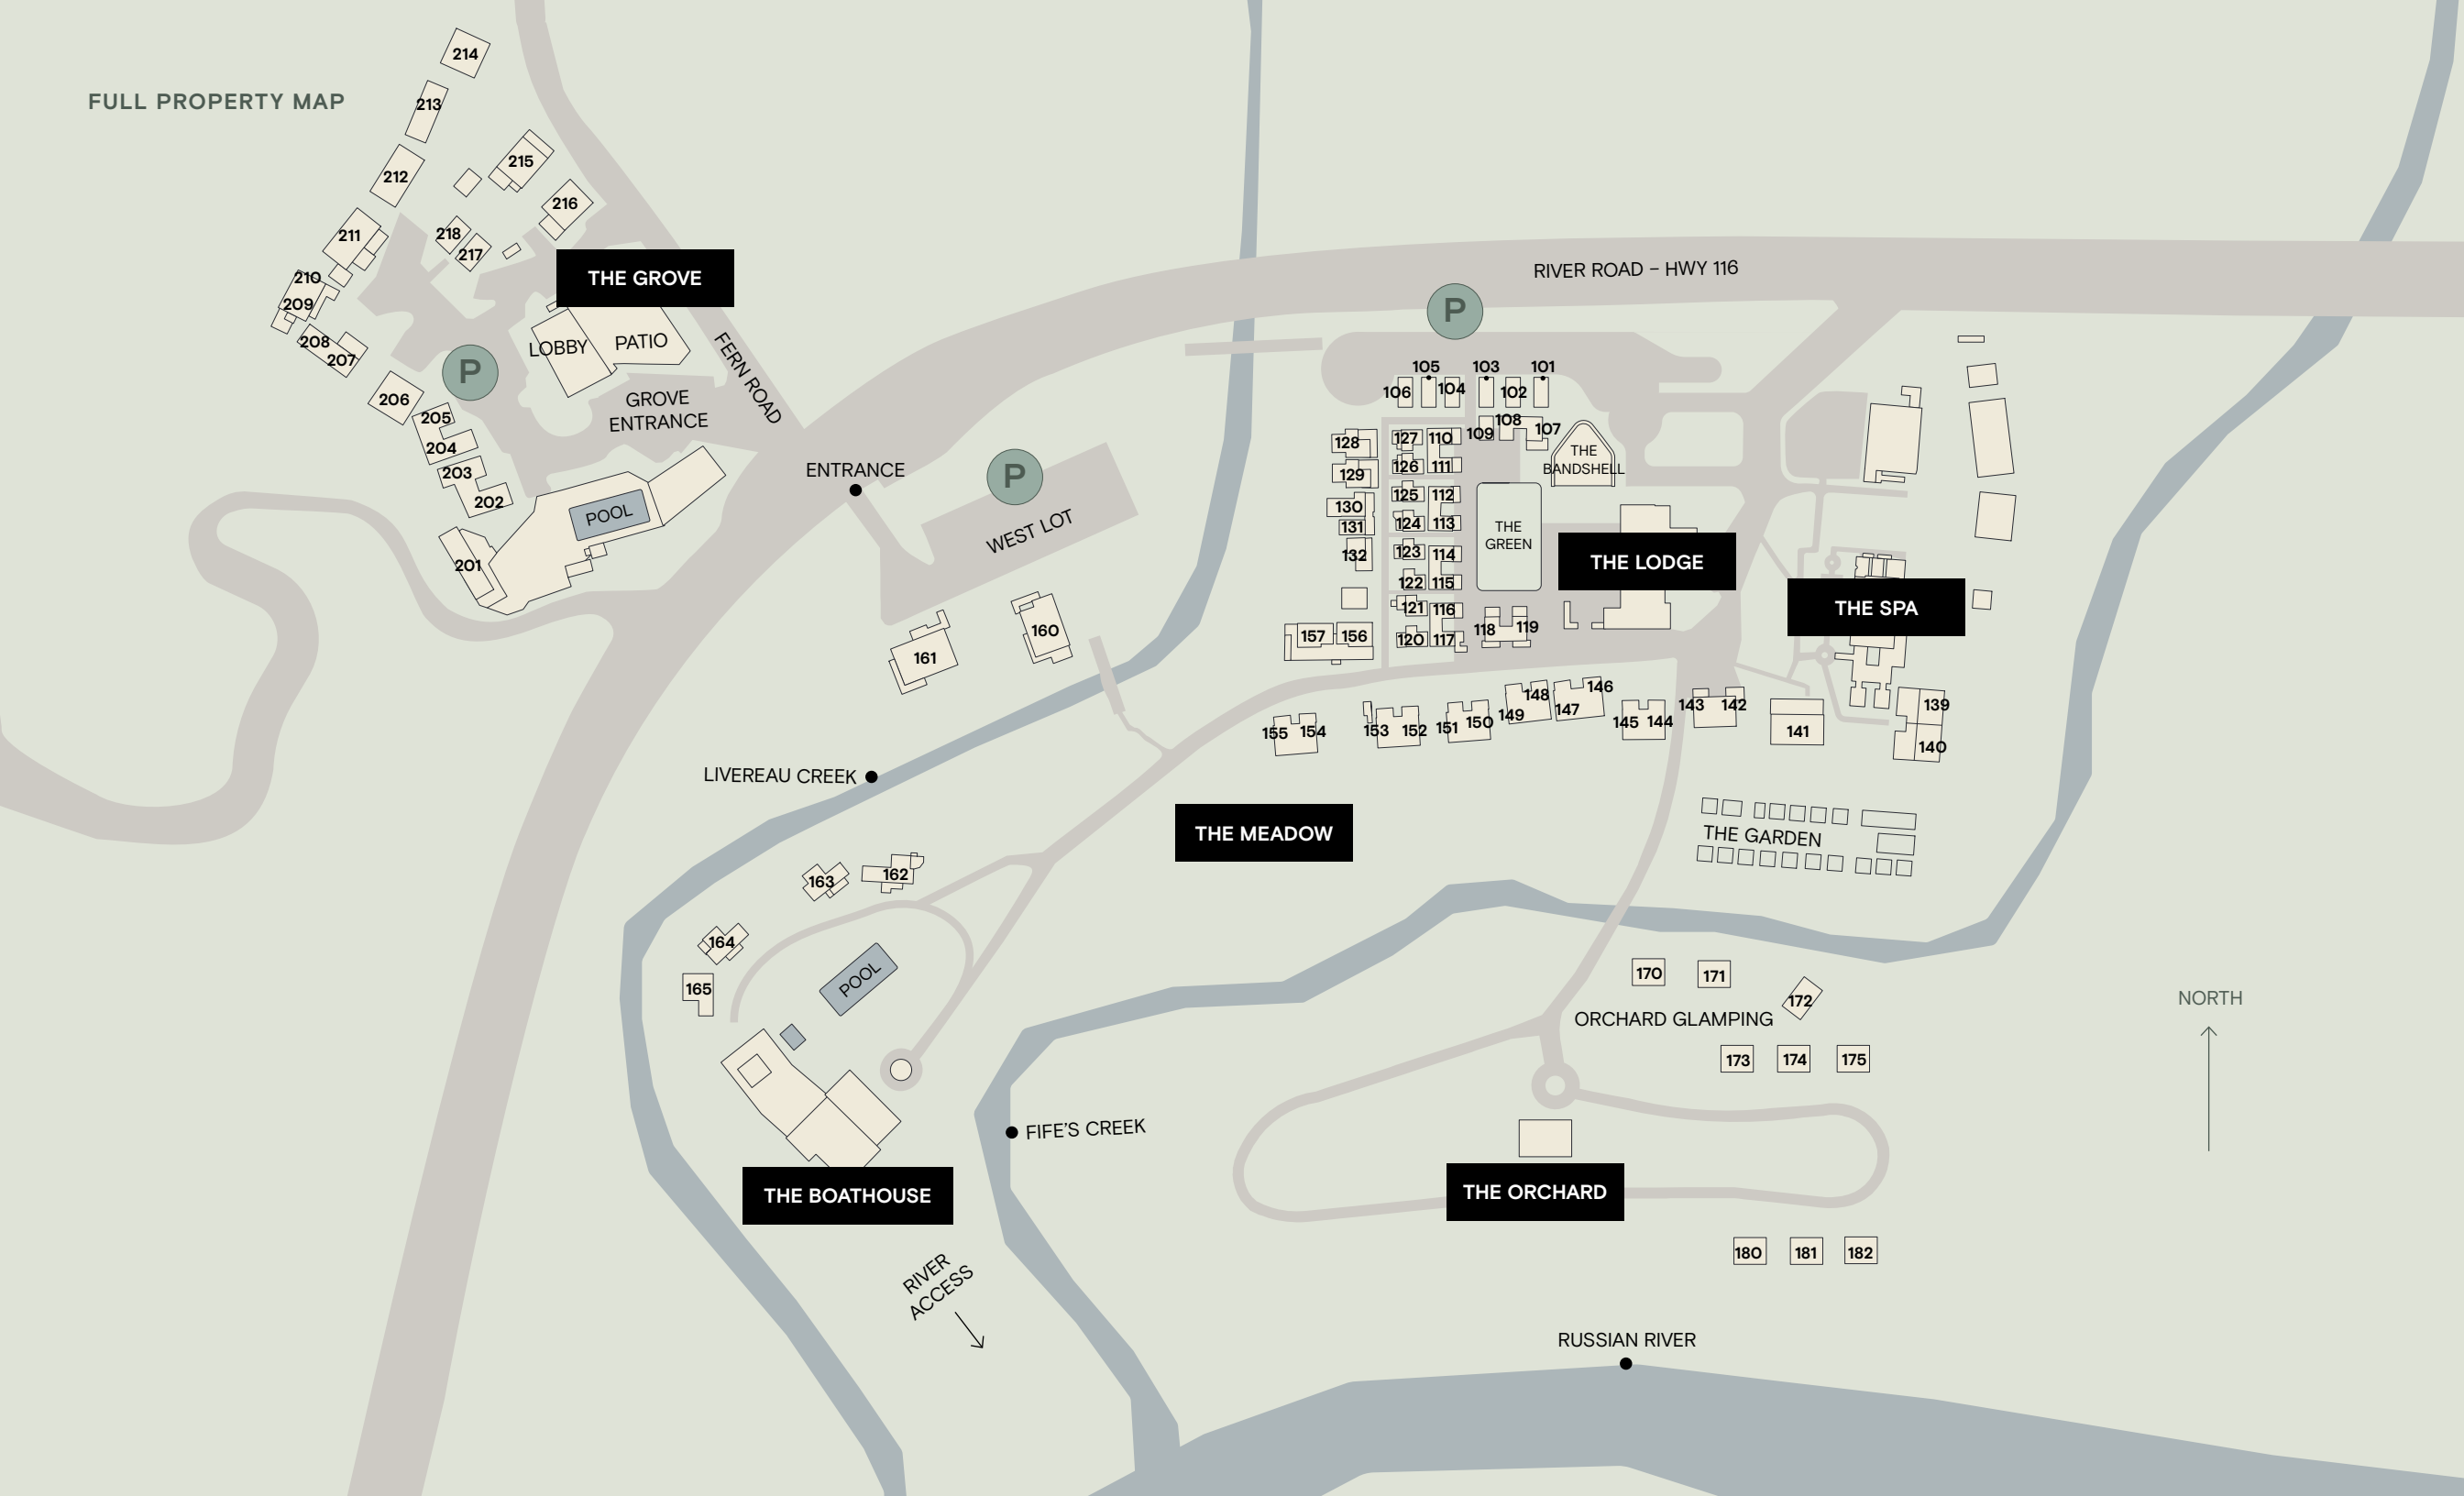 FULL PROPERTY MAP
214
213
212
215
216
211
218
217
210
209
208
207
THE GROVE
LOBBY
PATIO
P
FERN ROAD
206
205
204
203
202
201
GROVE
ENTRANCE
POOL
ENTRANCE
P
WEST LOT
161
160
RIVER ROAD – HWY 116
P
105
103
101
106
104
102
109
108
107
THE
BANDSHELL
128
127
110
129
126
111
130
125
112
131
124
113
132
123
114
122
115
121
116
157
156
120
117
118
119
THE
GREEN
THE LODGE
THE SPA
155
154
153
152
151
150
149
148
147
146
145
144
143
142
141
139
140
LIVEREAU CREEK
THE MEADOW
THE GARDEN
163
162
164
165
POOL
170
171
172
ORCHARD GLAMPING
173
174
175
NORTH
FIFE'S CREEK
THE BOATHOUSE
THE ORCHARD
RIVER
ACCESS
180
181
182
RUSSIAN RIVER